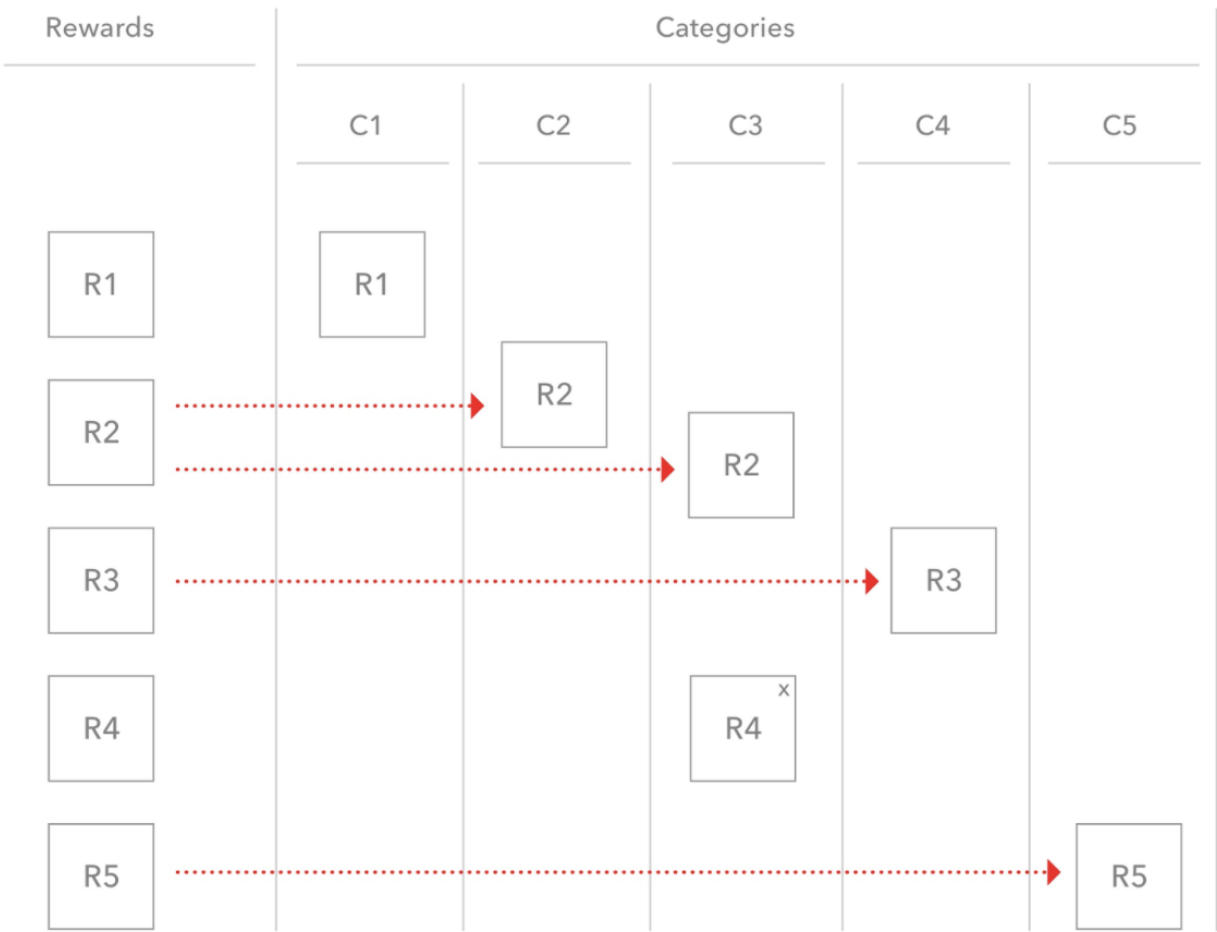 Rewards
Categories
C1 C2 C3 C4 C5
R1 R1
R2 R2 R2
R3 R3
R4 R4 x
R5 R5